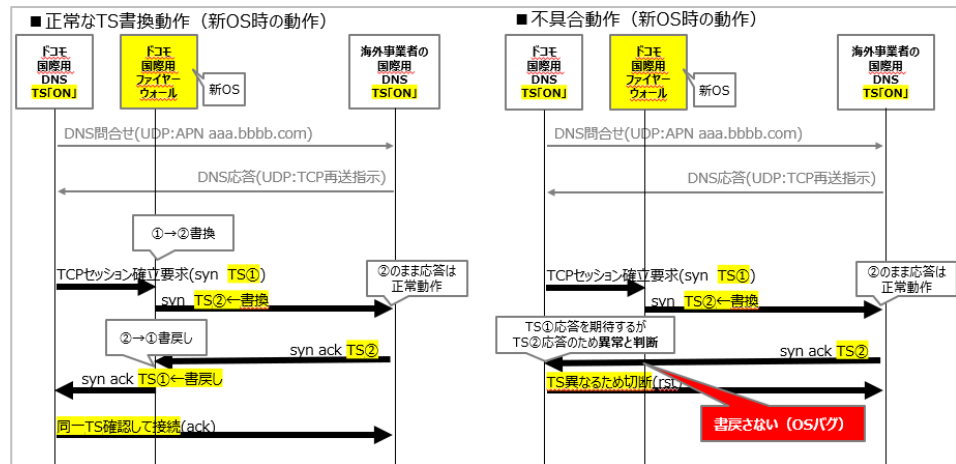 ■正常なTS書換動作（新OS時の動作）
ドコモ
国際用
DNS
TS「ON」
ドコモ
国際用
ファイヤー
ウォール
新OS
海外事業者の
国際用
DNS
TS「ON」
DNS問合せ(UDP:APN aaa.bbbb.com)
DNS応答(UDP:TCP再送指示)
①→②書換
TCPセッション確立要求(syn TS①)
②のまま応答は
正常動作
syn TS②←書換
②→①書戻し
syn ack TS②
syn ack TS①←書戻し
同一TS確認して接続(ack)
■不具合動作（新OS時の動作）
ドコモ
国際用
DNS
TS「ON」
ドコモ
国際用
ファイヤー
ウォール
新OS
海外事業者の
国際用
DNS
TS「ON」
DNS問合せ(UDP:APN aaa.bbbb.com)
DNS応答(UDP:TCP再送指示)
TCPセッション確立要求(syn TS①)
②のまま応答は
正常動作
syn TS②←書換
TS①応答を期待するが
TS②応答のため異常と判断
syn ack TS②
TS異なるため切断(rst)
書戻さない（OSバグ）